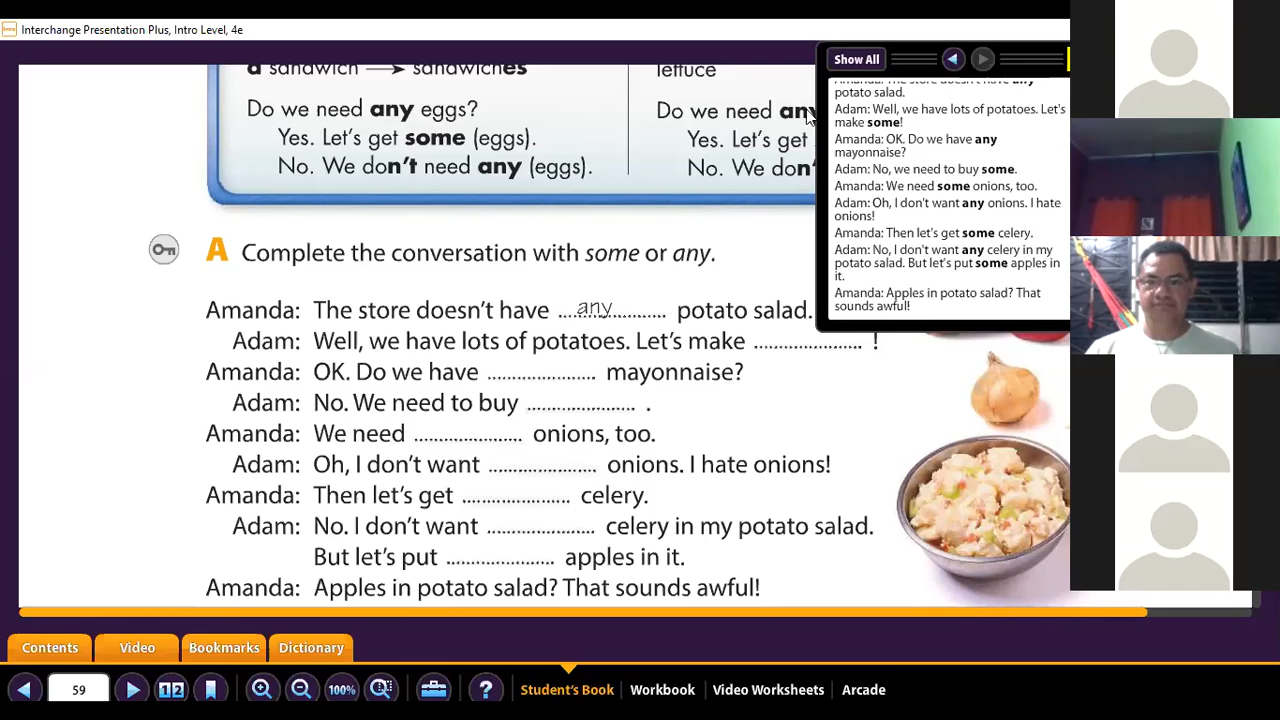 Interchange Presentation Plus, Intro Level, 4e
a sandwich → sandwiches
Do we need any eggs?
Yes. Let's get some (eggs).
No. We don't need any (eggs).
lettuce
Do we need any
Yes. Let's get
No. We don'
Show All
potato salad.
Adam: Well, we have lots of potatoes. Let's
make some!
Amanda: OK. Do we have any
mayonnaise?
Adam: No, we need to buy some.
Amanda: We need some onions, too.
Adam: Oh, I don't want any onions. I hate
onions!
Amanda: Then let's get some celery.
Adam: No, I don't want any celery in my
potato salad. But let's put some apples in
it.
Amanda: Apples in potato salad? That
sounds awful!
A Complete the conversation with some or any.
Amanda: The store doesn't have ....any.... potato salad.
Adam: Well, we have lots of potatoes. Let's make .................... !
Amanda: OK. Do we have .................... mayonnaise?
Adam: No. We need to buy .................... .
Amanda: We need .................... onions, too.
Adam: Oh, I don't want .................... onions. I hate onions!
Amanda: Then let's get .................... celery.
Adam: No. I don't want .................... celery in my potato salad.
But let's put .................... apples in it.
Amanda: Apples in potato salad? That sounds awful!
Contents Video Bookmarks Dictionary
59 12 100% ? Student's Book Workbook Video Worksheets Arcade